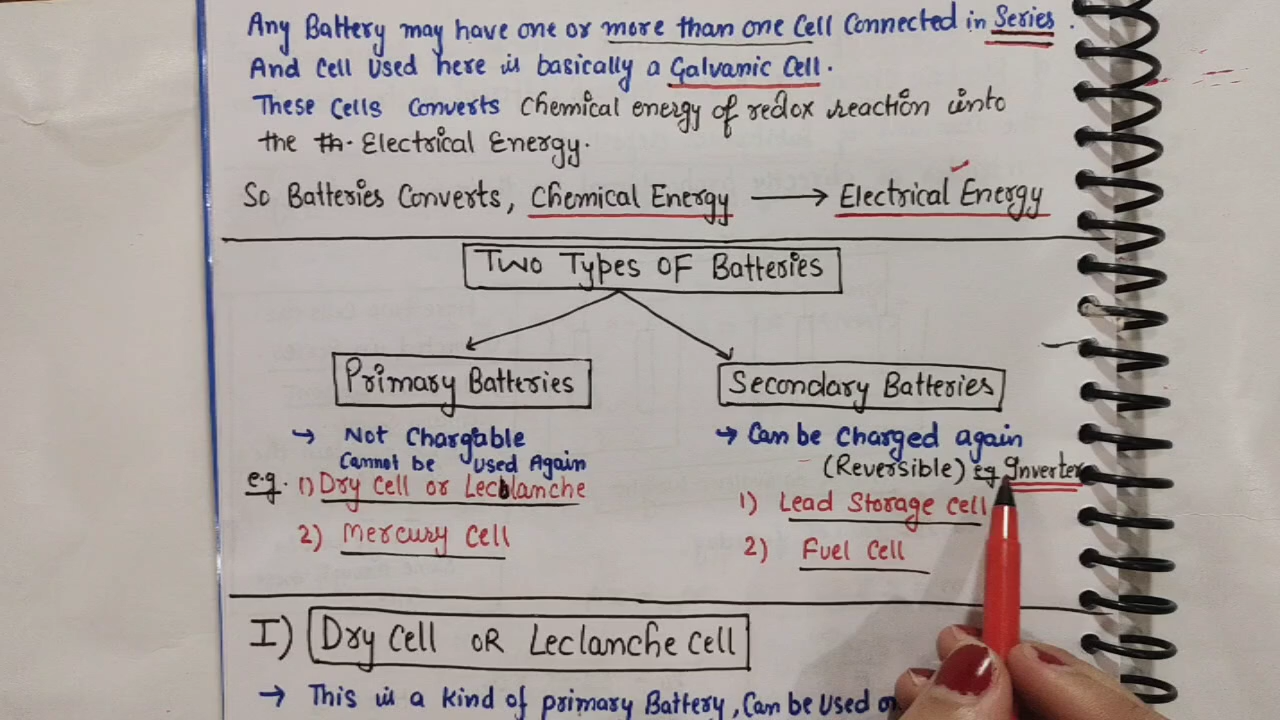 Any Battery may have one or more than one Cell Connected in Series.
And Cell Used here is basically a Galvanic Cell.
These Cells Converts Chemical energy of redox reaction into
the th. Electrical Energy.
So Batteries Converts, Chemical Energy → Electrical Energy
Two Types OF Batteries
Primary Batteries
→ Not Chargable
Cannot be Used Again
e.g. 1) Dry Cell or Leclanche
2) Mercury Cell
Secondary Batteries
→ Can be Charged again
(Reversible) eg Inverter
1) Lead Storage Cell
2) Fuel Cell
I) Dry Cell OR Leclanche Cell
→ This is a Kind of primary Battery, Can be Used